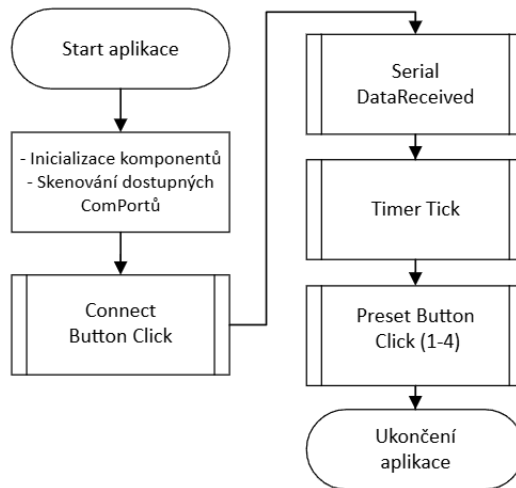 Start aplikace
- Inicializace komponentů
- Skenování dostupných
ComPortů
Connect
Button Click
Serial
DataReceived
Timer Tick
Preset Button
Click (1-4)
Ukončení
aplikace